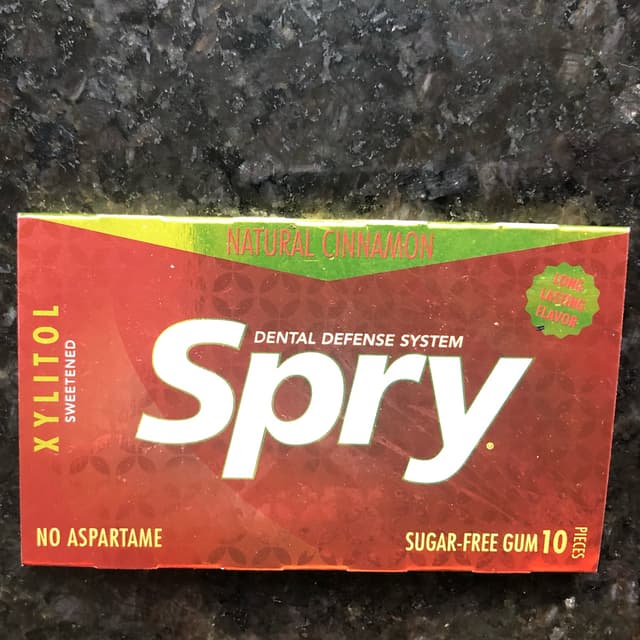 NATURAL CINNAMON
LONG
LASTING
FLAVOR
XYLITOL
SWEETENED
DENTAL DEFENSE SYSTEM
Spry
NO ASPARTAME
SUGAR-FREE GUM 10 PIECES